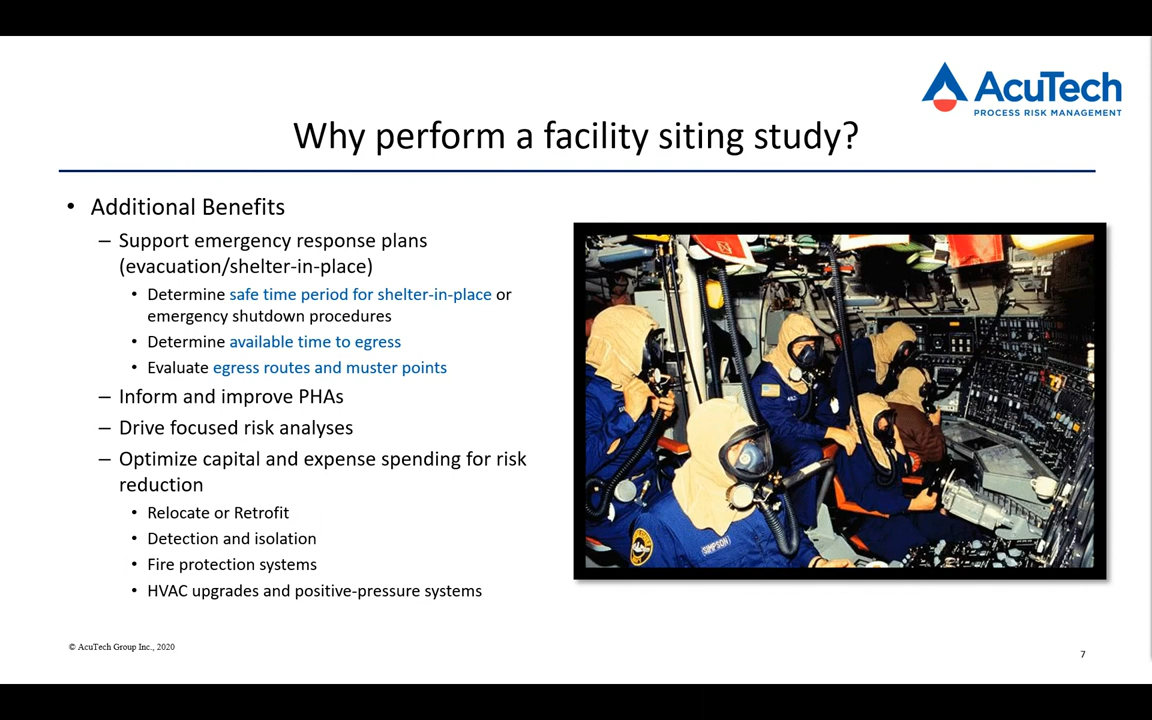 AcuTech
PROCESS RISK MANAGEMENT
Why perform a facility siting study?
• Additional Benefits
– Support emergency response plans
(evacuation/shelter-in-place)
• Determine safe time period for shelter-in-place or
emergency shutdown procedures
• Determine available time to egress
• Evaluate egress routes and muster points
– Inform and improve PHAs
– Drive focused risk analyses
– Optimize capital and expense spending for risk
reduction
• Relocate or Retrofit
• Detection and isolation
• Fire protection systems
• HVAC upgrades and positive-pressure systems
SIMPSON
© AcuTech Group Inc., 2020
7